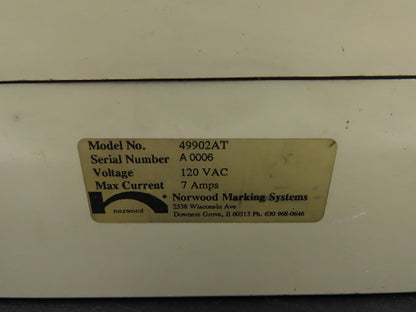 Model No. 49902AT
Serial Number A 0006
Voltage 120 VAC
Max Current 7 Amps
norwood ® Norwood Marking Systems
2538 Wisconsin Ave.
Downers Grove, Il 60515 Ph. 630 968-0646